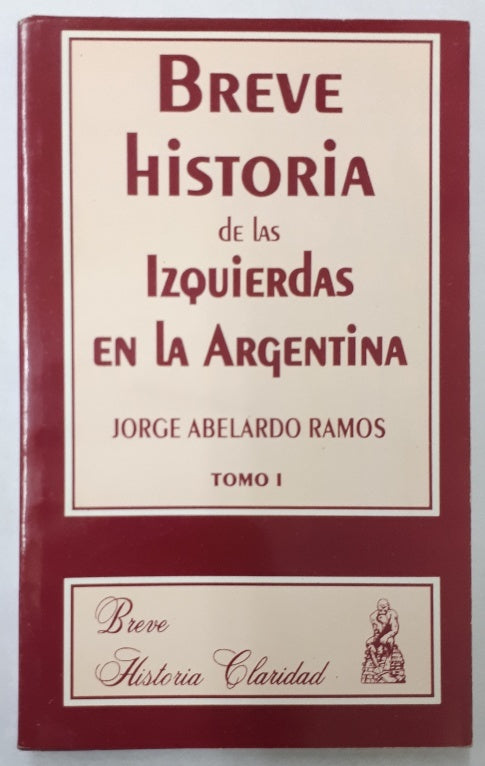 BREVE
HISTORIA
de las
IZQUIERDAS
EN LA ARGENTINA
JORGE ABELARDO RAMOS
TOMO I
Breve
Historia Claridad